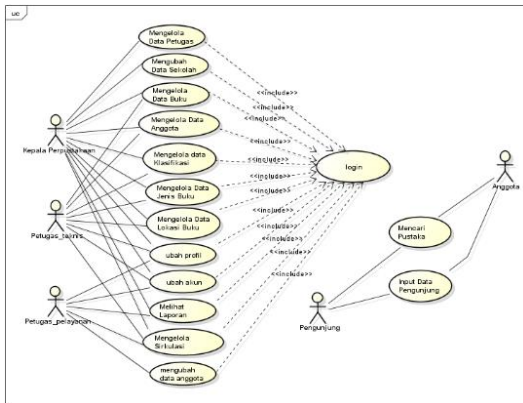 uc
Mengelola
Data Petugas
Mengubah
Data Sekolah
Mengelola
Data Buku
Mengelola Data
Anggota
Mengelola data
Klasifikasi
Mengelola Data
Jenis Buku
Mengelola Data
Lokasi Buku
ubah profil
ubah akun
Melihat
Laporan
Mengelola
Sirkulasi
mengubah
data anggota
Kepala Perpustakaan
Petugas_teknis
Petugas_pelayanan
<<include>>
<<include>>
<<include>>
<<include>>
<<include>>
<<include>>
<<include>>
<<include>>
<<include>>
<<include>>
<<include>>
<<include>>
login
Anggota
Mencari
Pustaka
Input Data
Pengunjung
Pengunjung